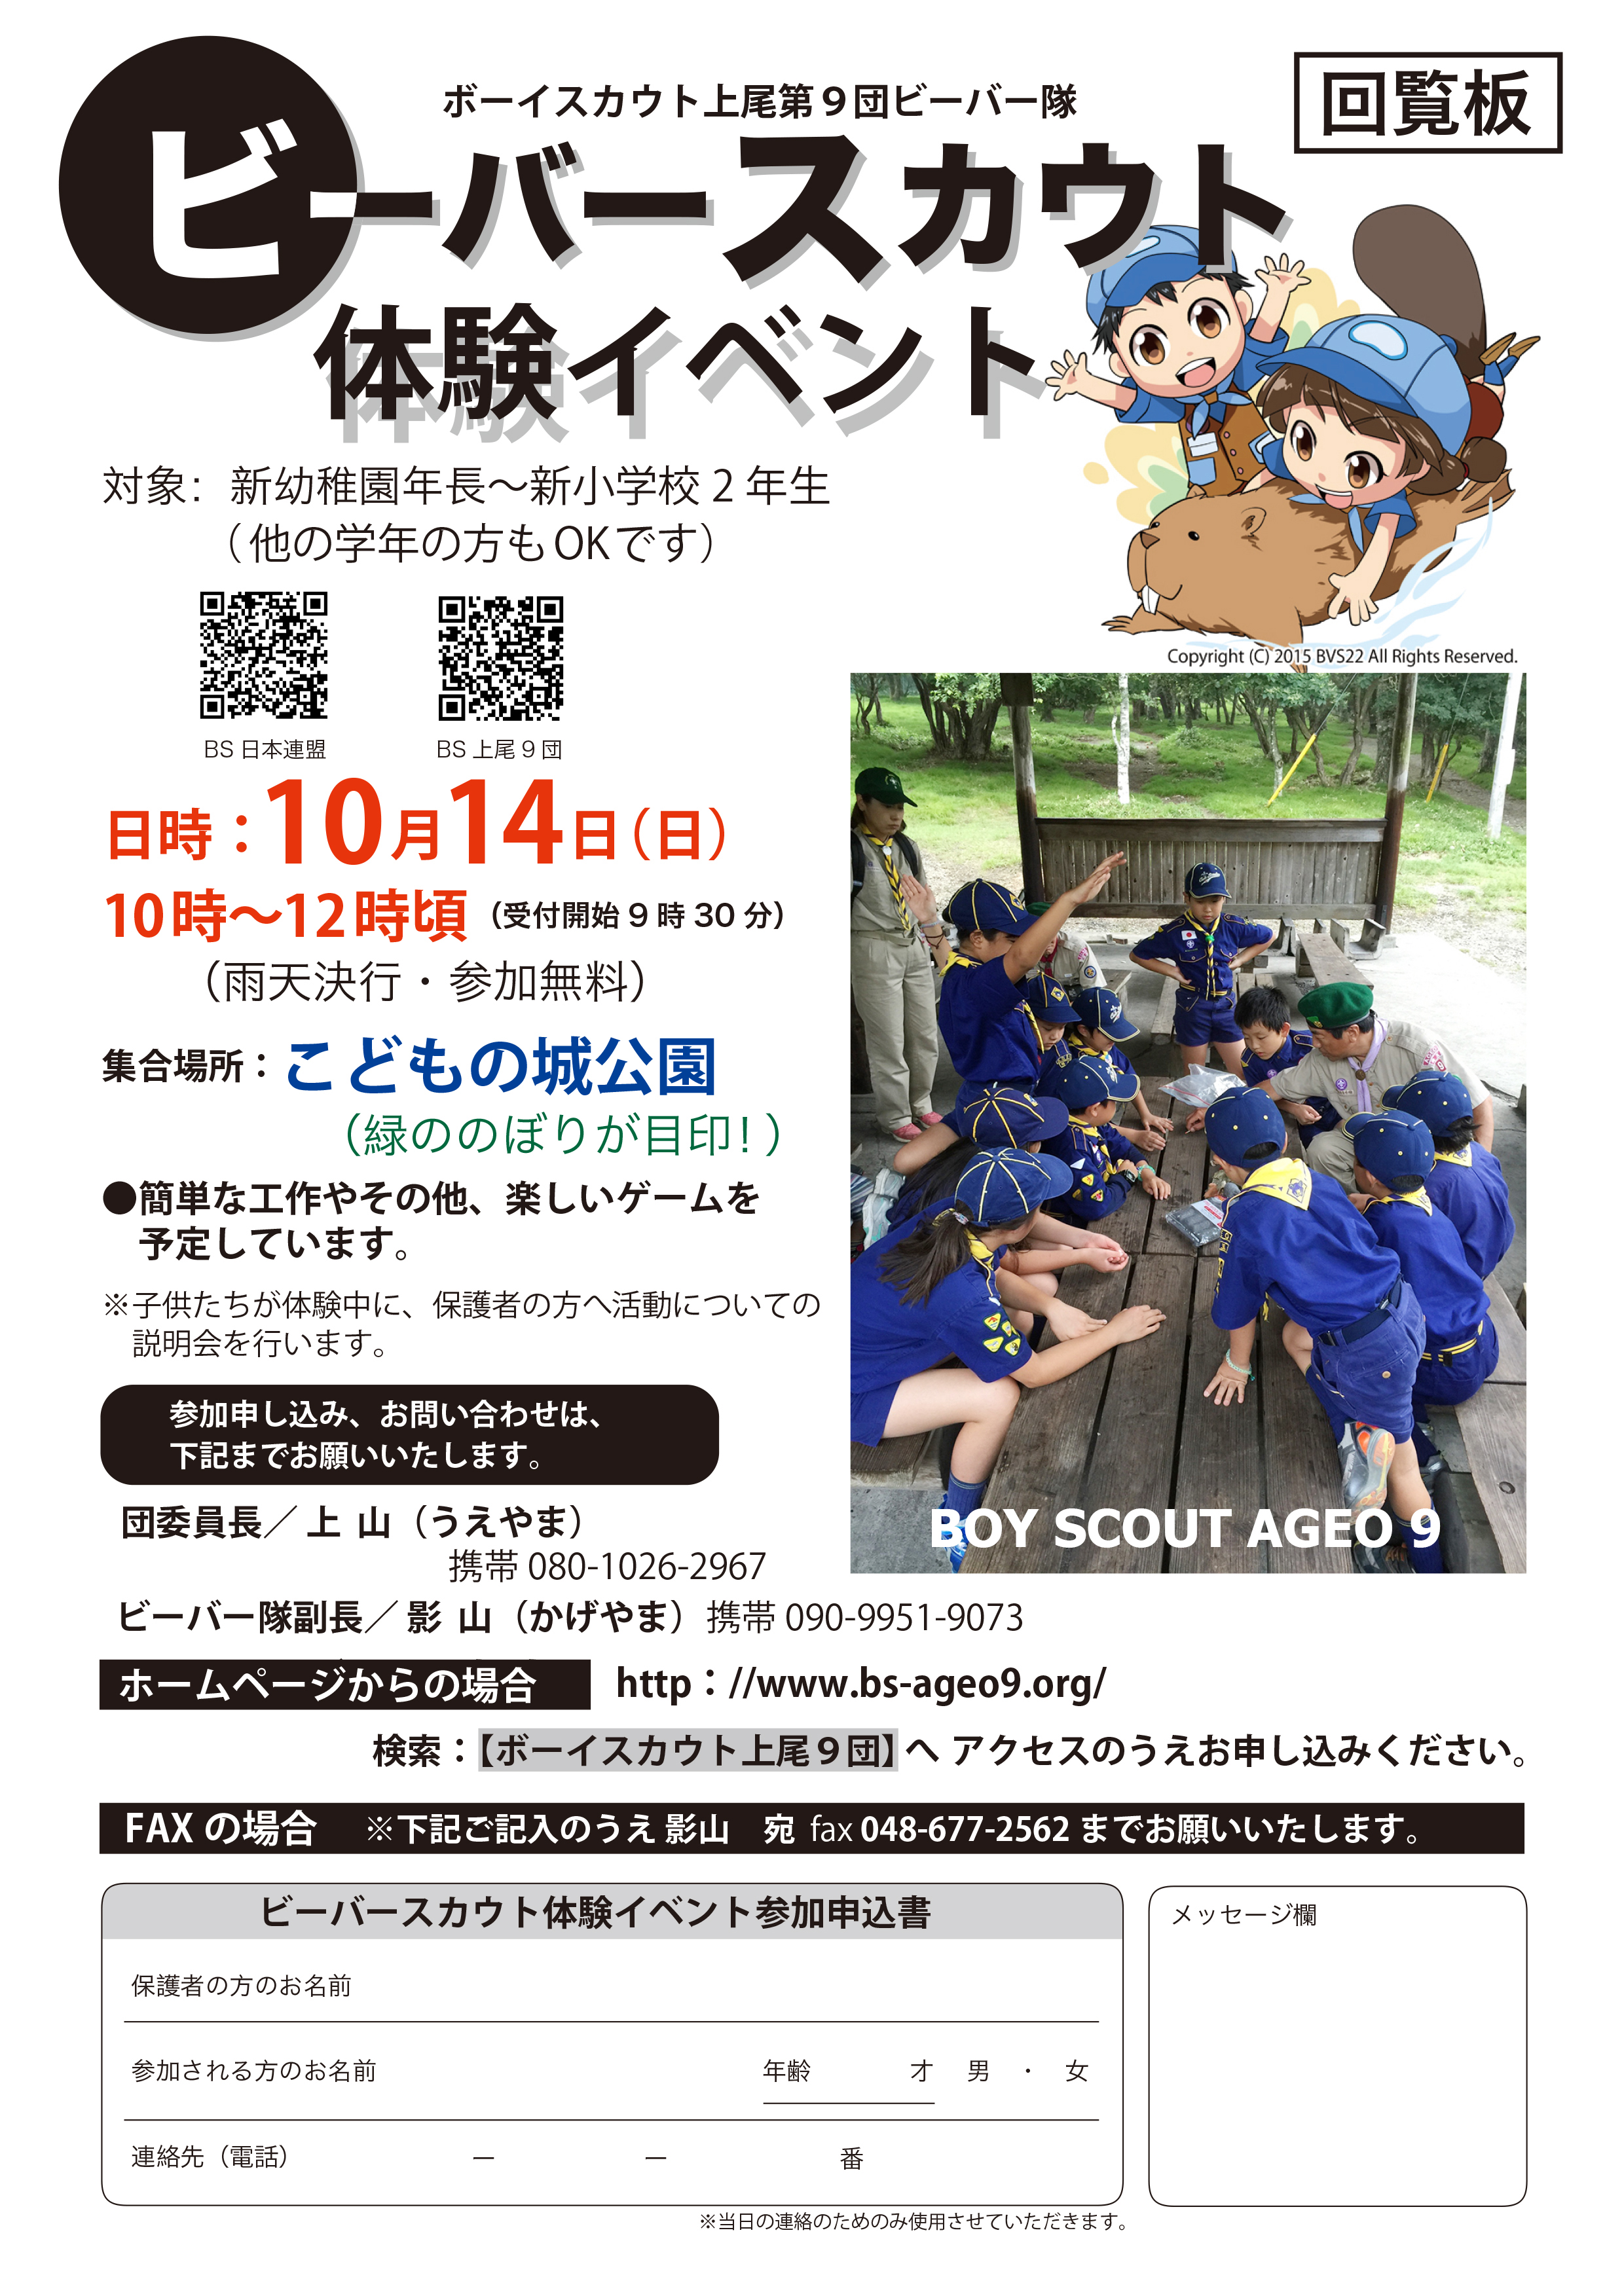 ボーイスカウト上尾第９団ビーバー隊
回覧板
ビーバースカウト
体験イベント
対象：新幼稚園年長～新小学校２年生
（他の学年の方もOKです）
Copyright (C) 2015 BVS22 All Rights Reserved.
BS 日本連盟
BS 上尾９団
日時：10月14日（日）
10時～12時頃（受付開始９時30分）
（雨天決行・参加無料）
集合場所：こどもの城公園
（緑ののぼりが目印！）
●簡単な工作やその他、楽しいゲームを
予定しています。
※子供たちが体験中に、保護者の方へ活動についての
説明会を行います。
参加申し込み、お問い合わせは、
下記までお願いいたします。
団委員長／上 山（うえやま）
携帯 080-1026-2967
BOY SCOUT AGEO 9
ビーバー隊副長／影 山（かげやま）携帯 090-9951-9073
ホームページからの場合 http：//www.bs-ageo9.org/
検索：【ボーイスカウト上尾９団】へ アクセスのうえお申し込みください。
FAX の場合 ※下記ご記入のうえ 影山 宛 fax 048-677-2562 までお願いいたします。
ビーバースカウト体験イベント参加申込書
保護者の方のお名前
参加される方のお名前 年齢 才 男 ・ 女
連絡先（電話） ー ー 番
メッセージ欄
※当日の連絡のためのみ使用させていただきます。